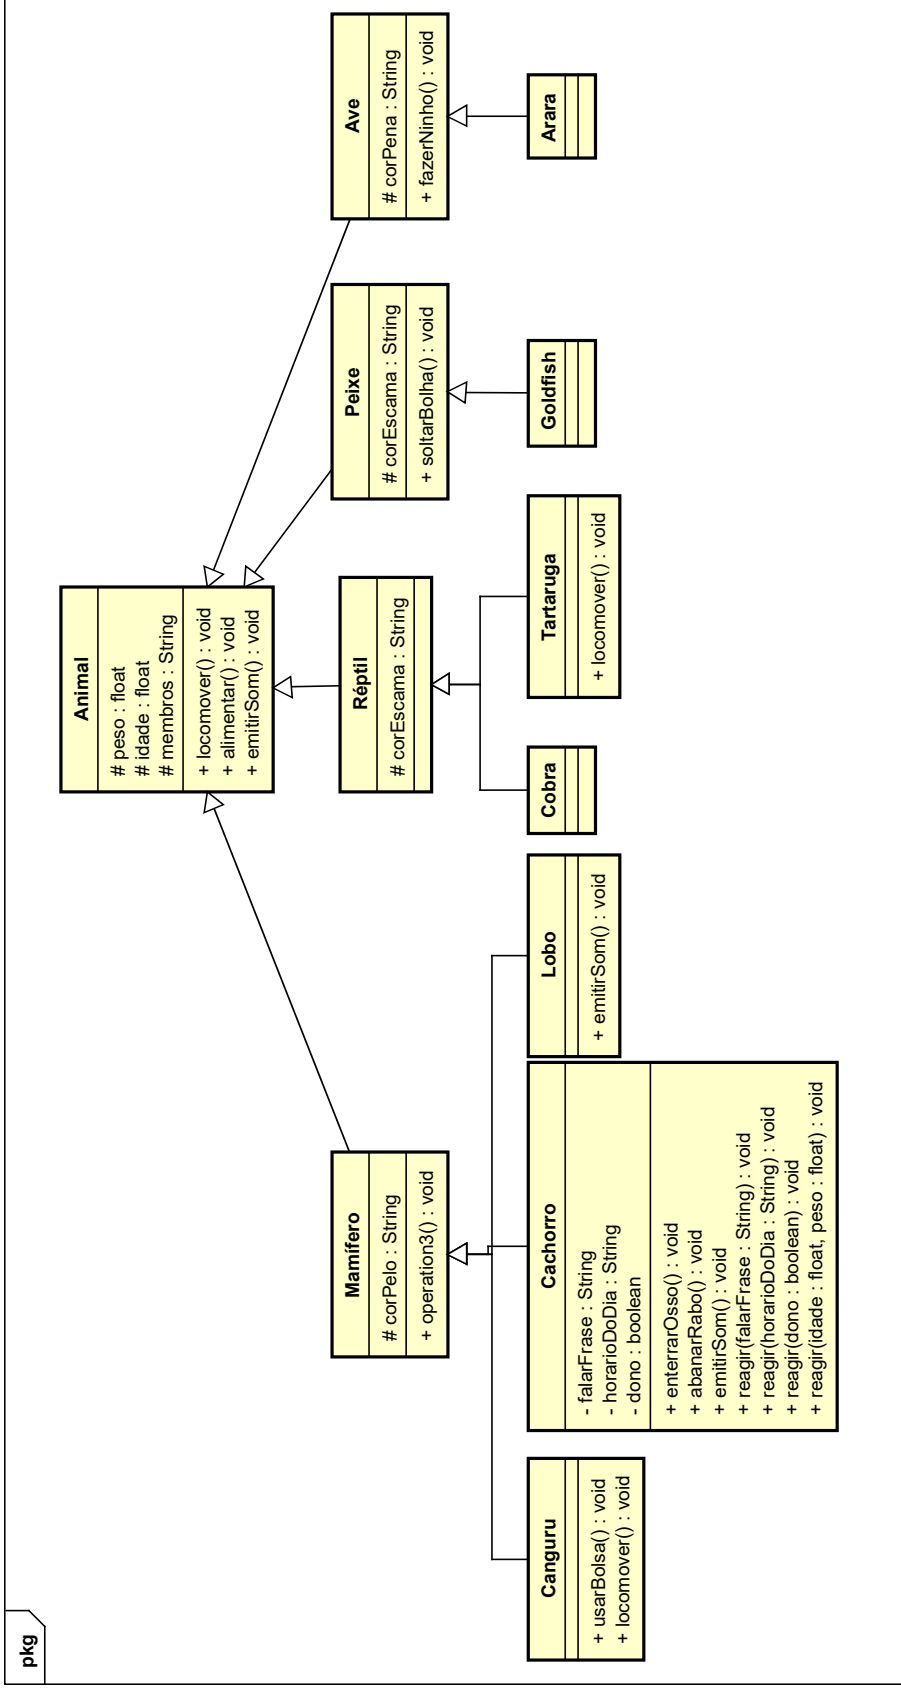 pkg
Animal
# peso : float
# idade : float
# membros : String
+ locomover() : void
+ alimentar() : void
+ emitirSom() : void
Mamífero
# corPelo : String
+ operation3() : void
Réptil
# corEscama : String
Peixe
# corEscama : String
+ soltarBolha() : void
Ave
# corPena : String
+ fazerNinho() : void
Canguru
+ usarBolsa() : void
+ locomover() : void
Cachorro
- falarFrase : String
- horarioDoDia : String
- dono : boolean
+ enterrarOsso() : void
+ abanarRabo() : void
+ emitirSom() : void
+ reagir(falarFrase : String) : void
+ reagir(horarioDoDia : String) : void
+ reagir(dono : boolean) : void
+ reagir(idade : float, peso : float) : void
Lobo
+ emitirSom() : void
Cobra
Tartaruga
+ locomover() : void
Goldfish
Arara